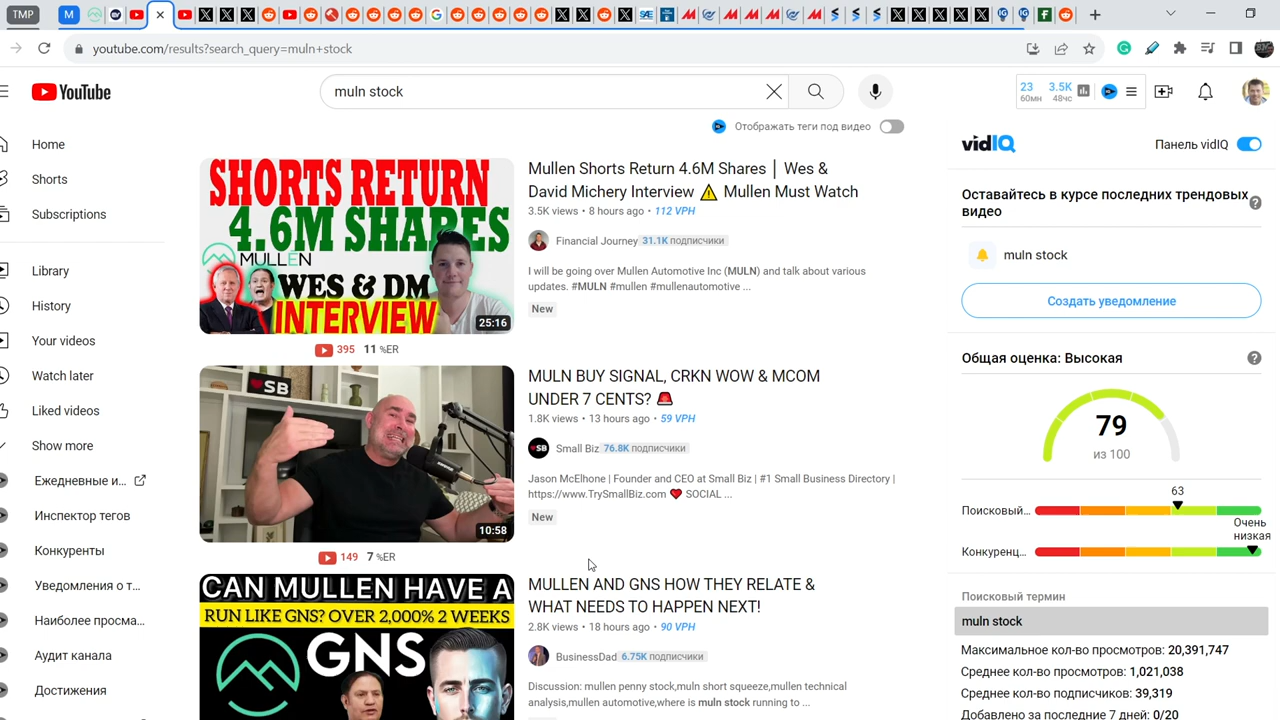 TMP
M
youtube.com/results?search_query=muln+stock
YouTube
muln stock
23
60мн
3.5K
48чс
Отображать теги под видео
Home
Shorts
Subscriptions
Library
History
Your videos
Watch later
Liked videos
Show more
Ежедневные и...
Инспектор тегов
Конкуренты
Уведомления о т...
Наиболее просма...
Аудит канала
Достижения
SHORTS RETURN
4.6M SHARES
MULLEN
WES & DM
INTERVIEW
25:16
395 11 %ER
Mullen Shorts Return 4.6M Shares │ Wes &
David Michery Interview ⚠️ Mullen Must Watch
3.5K views • 8 hours ago • 112 VPH
Financial Journey 31.1K подписчики
I will be going over Mullen Automotive Inc (MULN) and talk about various
updates. #MULN #mullen #mullenautomotive ...
New
SB
10:58
149 7 %ER
MULN BUY SIGNAL, CRKN WOW & MCOM
UNDER 7 CENTS? 🚨
1.8K views • 13 hours ago • 59 VPH
SB
Small Biz 76.8K подписчики
Jason McElhone | Founder and CEO at Small Biz | #1 Small Business Directory |
https://www.TrySmallBiz.com ❤️ SOCIAL ...
New
CAN MULLEN HAVE A
RUN LIKE GNS? OVER 2,000% 2 WEEKS
GNS
MULLEN AND GNS HOW THEY RELATE &
WHAT NEEDS TO HAPPEN NEXT!
2.8K views • 18 hours ago • 90 VPH
BusinessDad 6.75K подписчики
Discussion: mullen penny stock,muln short squeeze,mullen technical
analysis,mullen automotive,where is muln stock running to ...
vidIQ
Панель vidIQ
Оставайтесь в курсе последних трендовых
видео
muln stock
Создать уведомление
Общая оценка: Высокая
79
из 100
63
Поисковый...
Очень
низкая
Конкуренц...
Поисковый термин
muln stock
Максимальное кол-во просмотров: 20,391,747
Среднее кол-во просмотров: 1,021,038
Среднее кол-во подписчиков: 39,319
Добавлено за последние 7 дней: 0/20